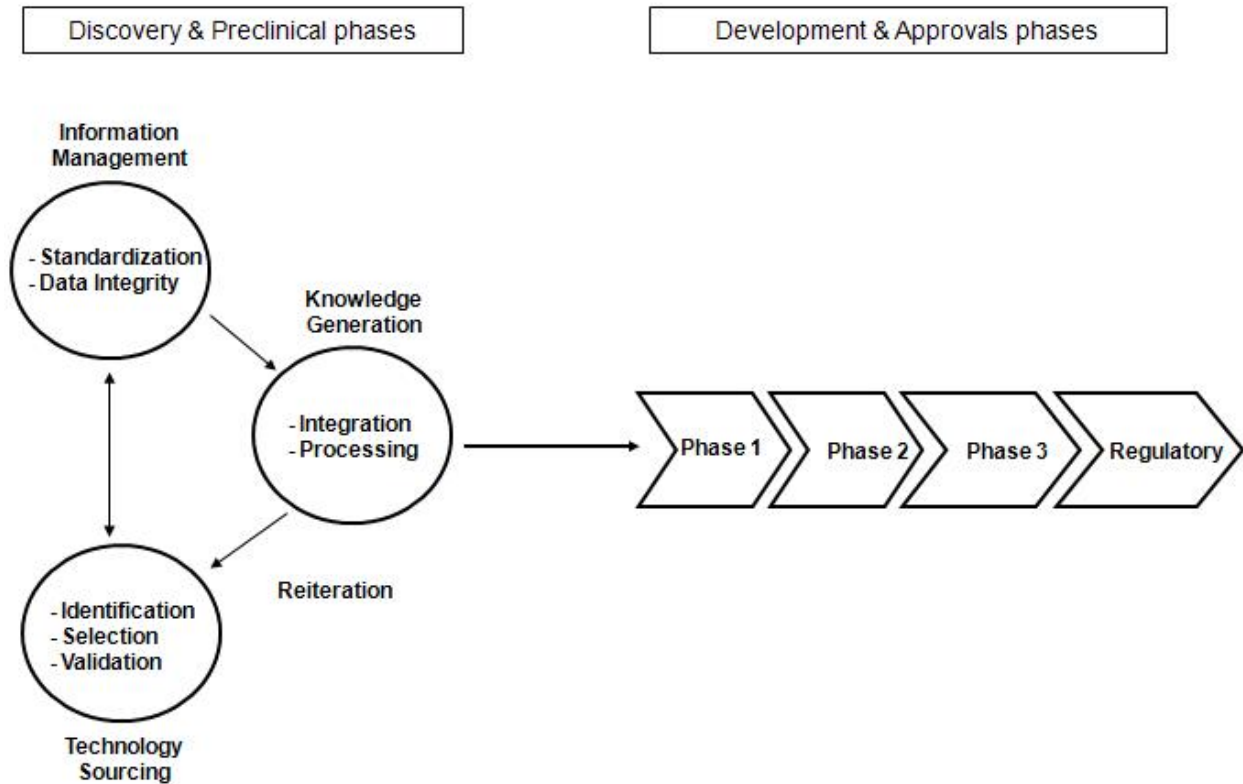 Discovery & Preclinical phases
Development & Approvals phases
Information
Management
- Standardization
- Data Integrity
Knowledge
Generation
- Integration
- Processing
Phase 1
Phase 2
Phase 3
Regulatory
Reiteration
- Identification
- Selection
- Validation
Technology
Sourcing